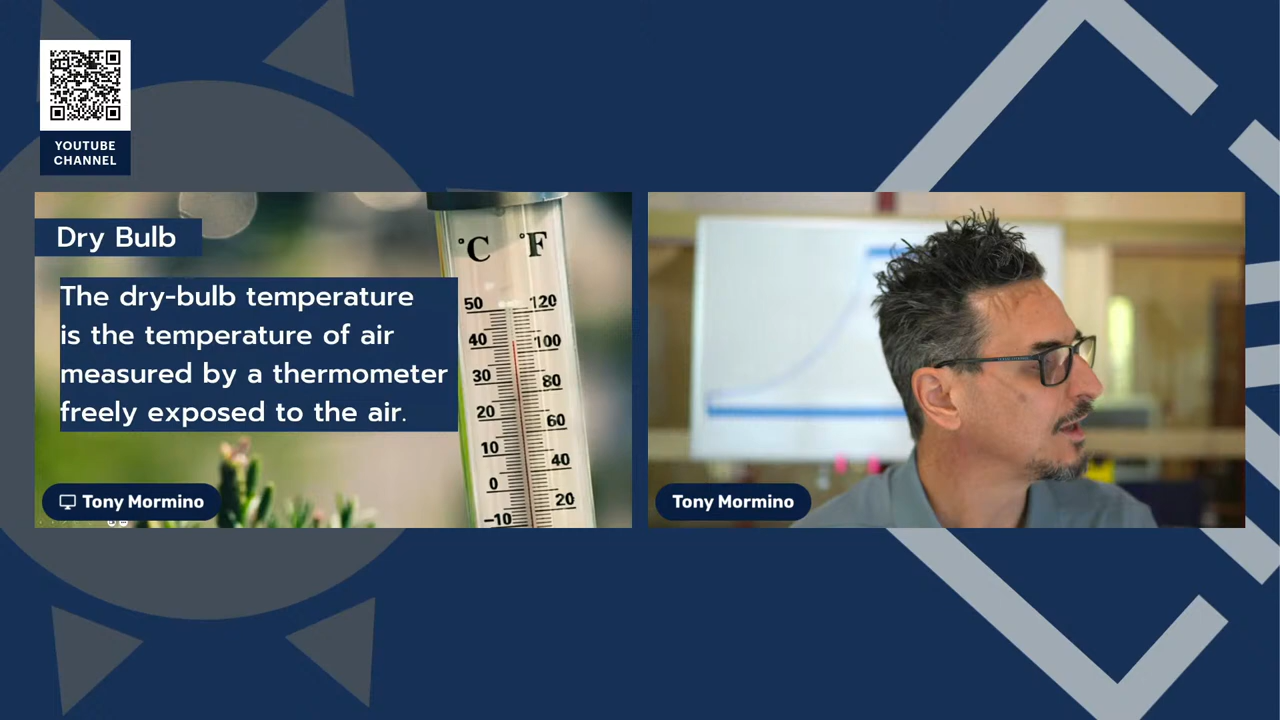 YOUTUBE
CHANNEL
Dry Bulb
The dry-bulb temperature
is the temperature of air
measured by a thermometer
freely exposed to the air.
°C °F
50 120
40 100
30 80
20 60
10 40
0 20
-10
Tony Mormino
Tony Mormino